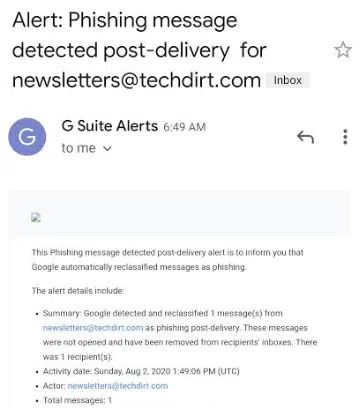 Alert: Phishing message
detected post-delivery for
newsletters@techdirt.com Inbox
G
G Suite Alerts 6:49 AM
to me
This Phishing message detected post-delivery alert is to inform you that
Google automatically reclassified messages as phishing.
The alert details include:
• Summary: Google detected and reclassified 1 message(s) from
newsletters@techdirt.com as phishing post-delivery. These messages
were not opened and have been removed from recipients' inboxes. There
was 1 recipient(s).
• Activity date: Sunday, Aug 2, 2020 1:49:06 PM (UTC)
• Actor: newsletters@techdirt.com
• Total messages: 1